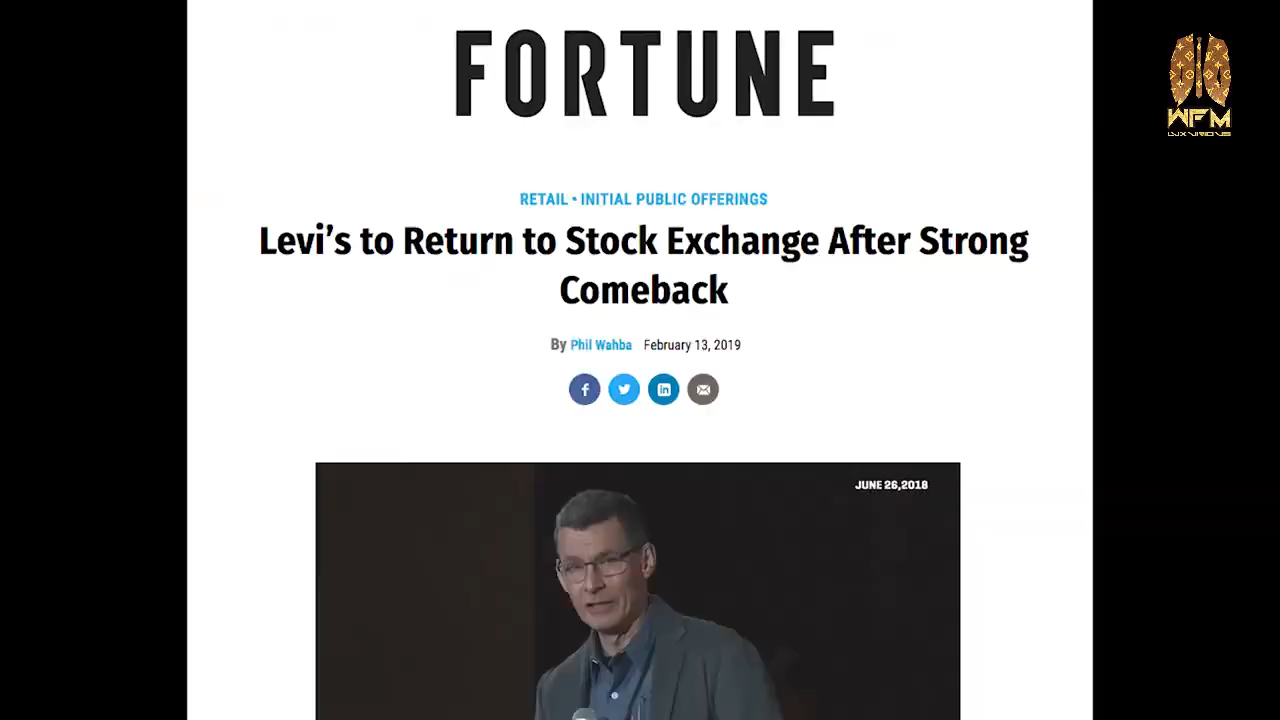 FORTUNE
WFM
LUXURIOUS
RETAIL • INITIAL PUBLIC OFFERINGS
Levi’s to Return to Stock Exchange After Strong
Comeback
By Phil Wahba February 13, 2019
JUNE 26,2018